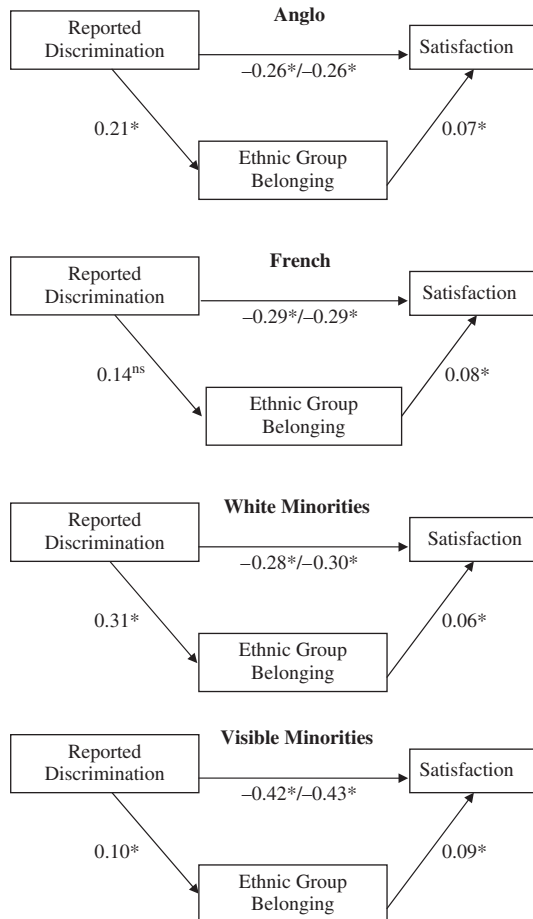 Anglo
Reported
Discrimination
Satisfaction
–0.26*/–0.26*
0.21*
0.07*
Ethnic Group
Belonging
French
Reported
Discrimination
Satisfaction
–0.29*/–0.29*
0.14ns
0.08*
Ethnic Group
Belonging
White Minorities
Reported
Discrimination
Satisfaction
–0.28*/–0.30*
0.31*
0.06*
Ethnic Group
Belonging
Visible Minorities
Reported
Discrimination
Satisfaction
–0.42*/–0.43*
0.10*
0.09*
Ethnic Group
Belonging